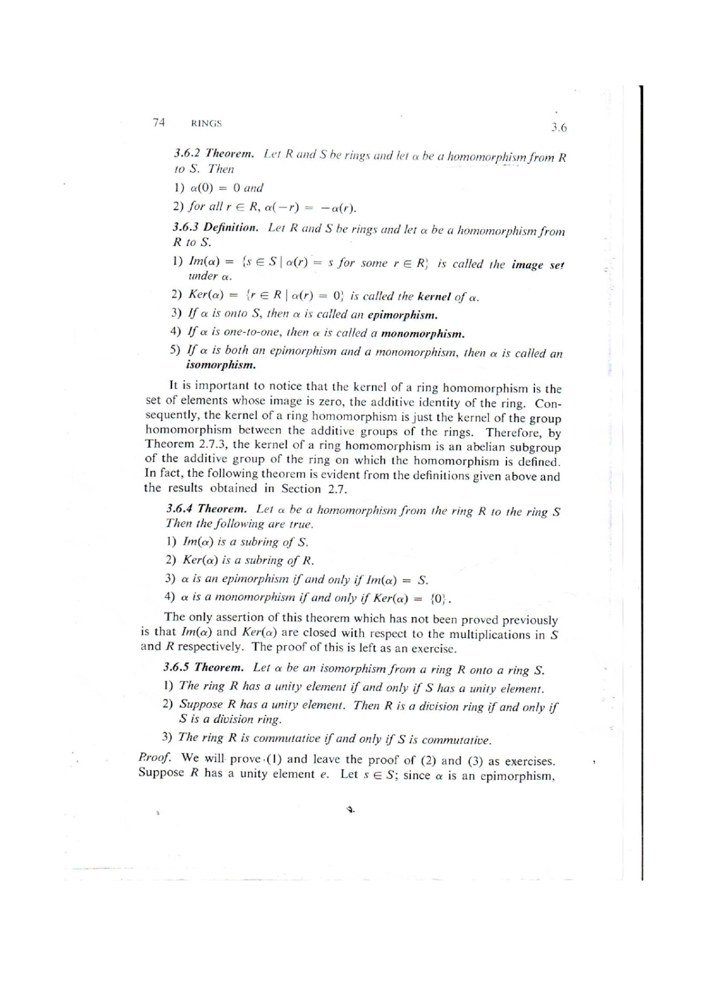 74 RINGS 3.6
3.6.2 Theorem. Let R and S be rings and let α be a homomorphism from R
to S. Then
1) α(0) = 0 and
2) for all r ∈ R, α(−r) = −α(r).
3.6.3 Definition. Let R and S be rings and let α be a homomorphism from
R to S.
1) Im(α) = {s ∈ S | α(r) = s for some r ∈ R} is called the image set
under α.
2) Ker(α) = {r ∈ R | α(r) = 0} is called the kernel of α.
3) If α is onto S, then α is called an epimorphism.
4) If α is one-to-one, then α is called a monomorphism.
5) If α is both an epimorphism and a monomorphism, then α is called an
isomorphism.
It is important to notice that the kernel of a ring homomorphism is the
set of elements whose image is zero, the additive identity of the ring. Con-
sequently, the kernel of a ring homomorphism is just the kernel of the group
homomorphism between the additive groups of the rings. Therefore, by
Theorem 2.7.3, the kernel of a ring homomorphism is an abelian subgroup
of the additive group of the ring on which the homomorphism is defined.
In fact, the following theorem is evident from the definitions given above and
the results obtained in Section 2.7.
3.6.4 Theorem. Let α be a homomorphism from the ring R to the ring S
Then the following are true.
1) Im(α) is a subring of S.
2) Ker(α) is a subring of R.
3) α is an epimorphism if and only if Im(α) = S.
4) α is a monomorphism if and only if Ker(α) = {0}.
The only assertion of this theorem which has not been proved previously
is that Im(α) and Ker(α) are closed with respect to the multiplications in S
and R respectively. The proof of this is left as an exercise.
3.6.5 Theorem. Let α be an isomorphism from a ring R onto a ring S.
1) The ring R has a unity element if and only if S has a unity element.
2) Suppose R has a unity element. Then R is a division ring if and only if
S is a division ring.
3) The ring R is commutative if and only if S is commutative.
Proof. We will prove (1) and leave the proof of (2) and (3) as exercises.
Suppose R has a unity element e. Let s ∈ S; since α is an epimorphism,